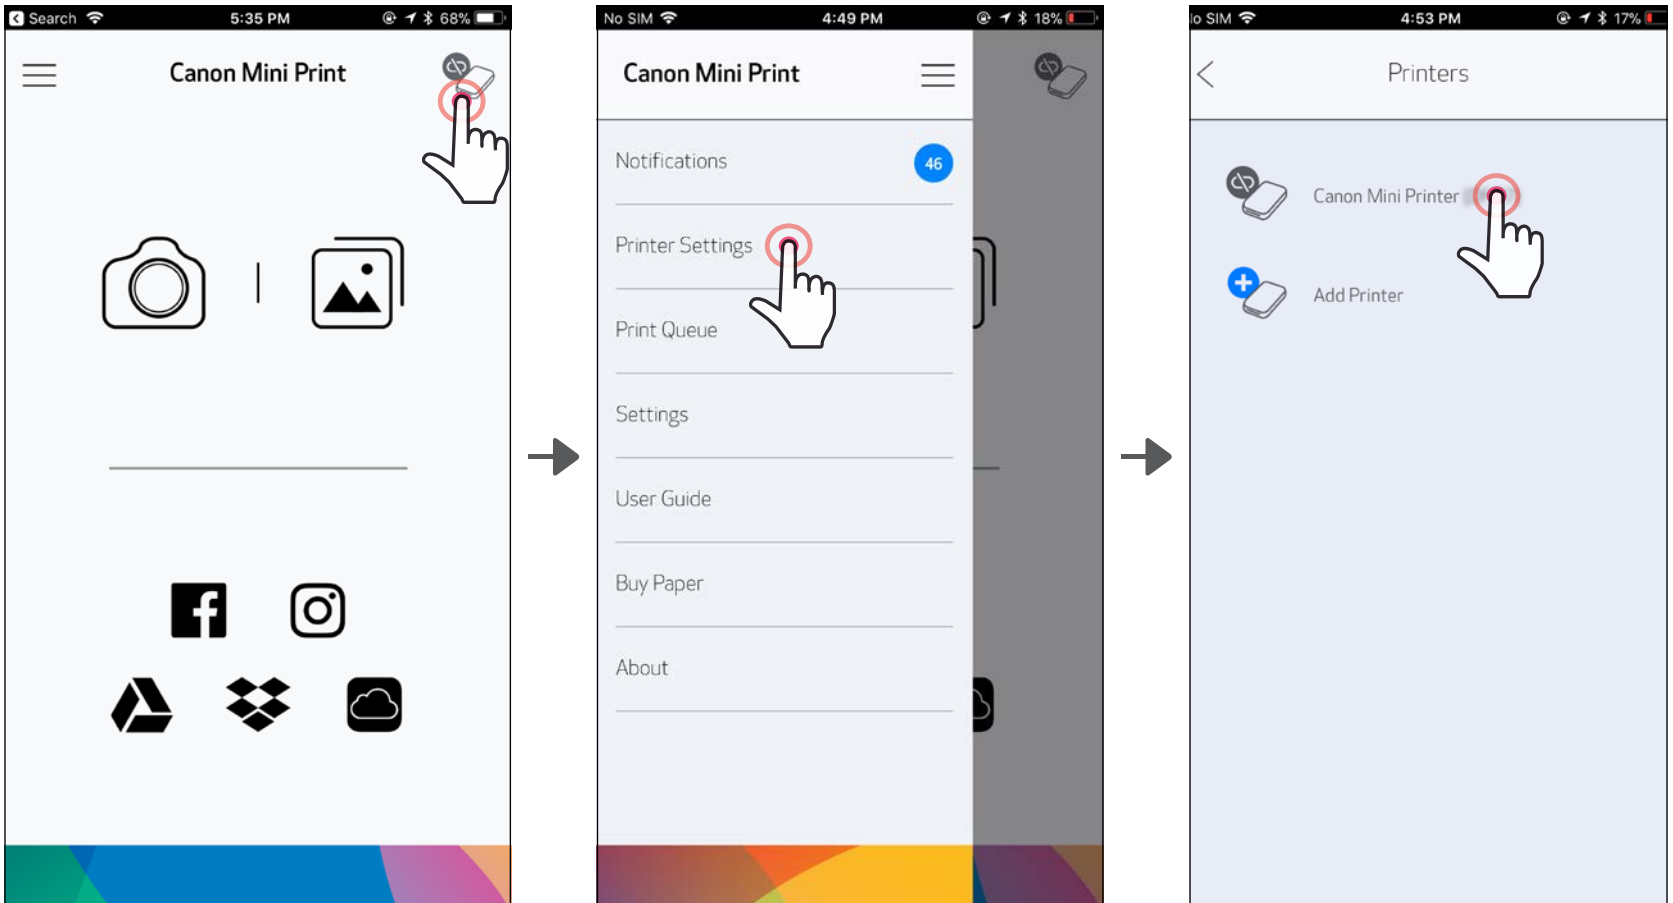 Search 5:35 PM 68%
Canon Mini Print
No SIM 4:49 PM 18%
Canon Mini Print
Notifications 46
Printer Settings
Print Queue
Settings
User Guide
Buy Paper
About
lo SIM 4:53 PM 17%
Printers
Canon Mini Printer
Add Printer